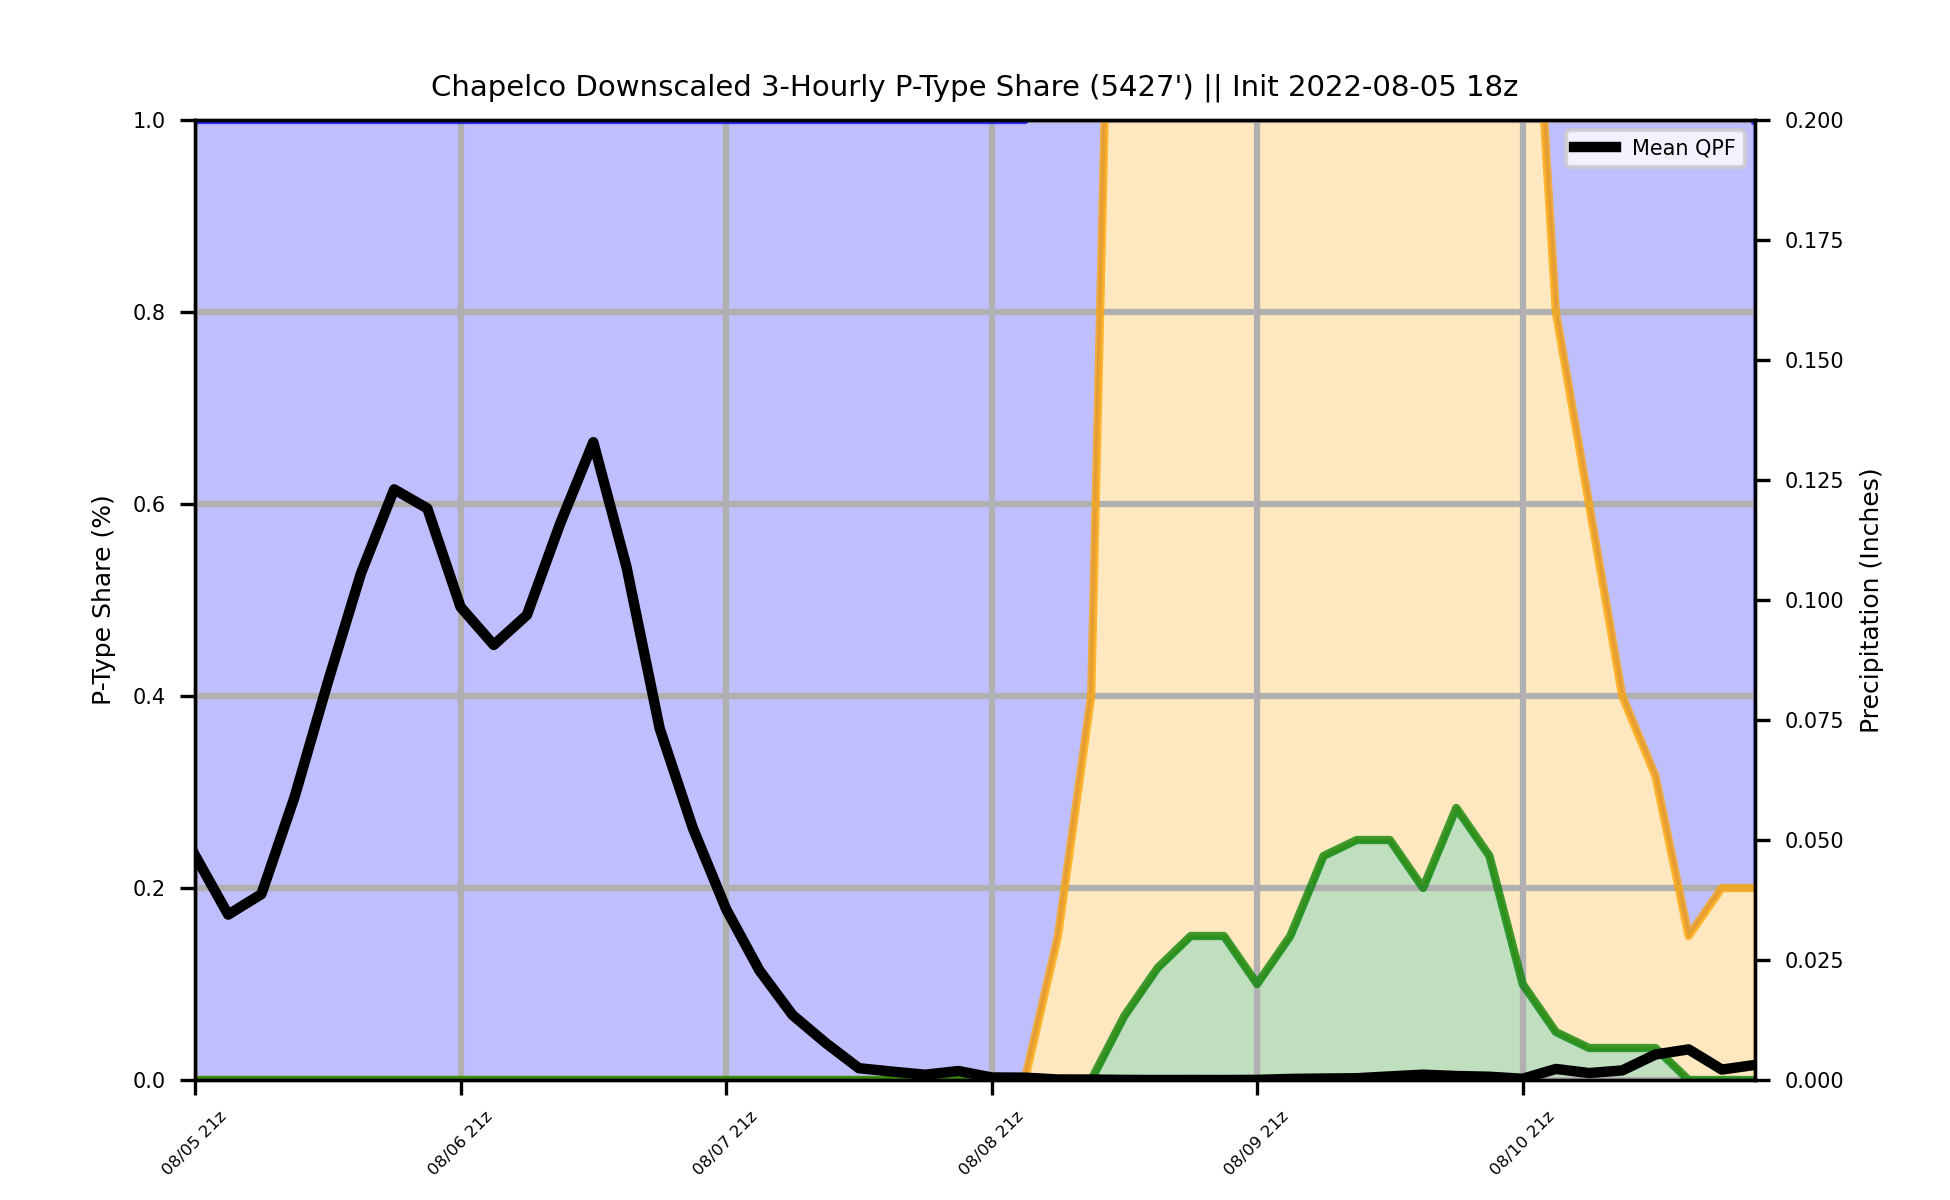 Chapelco Downscaled 3-Hourly P-Type Share (5427') || Init 2022-08-05 18z
Mean QPF
P-Type Share (%)
1.0
0.8
0.6
0.4
0.2
0.0
0.200
0.175
0.150
0.125
0.100
0.075
0.050
0.025
0.000
Precipitation (Inches)
08/05 21z
08/06 21z
08/07 21z
08/08 21z
08/09 21z
08/10 21z